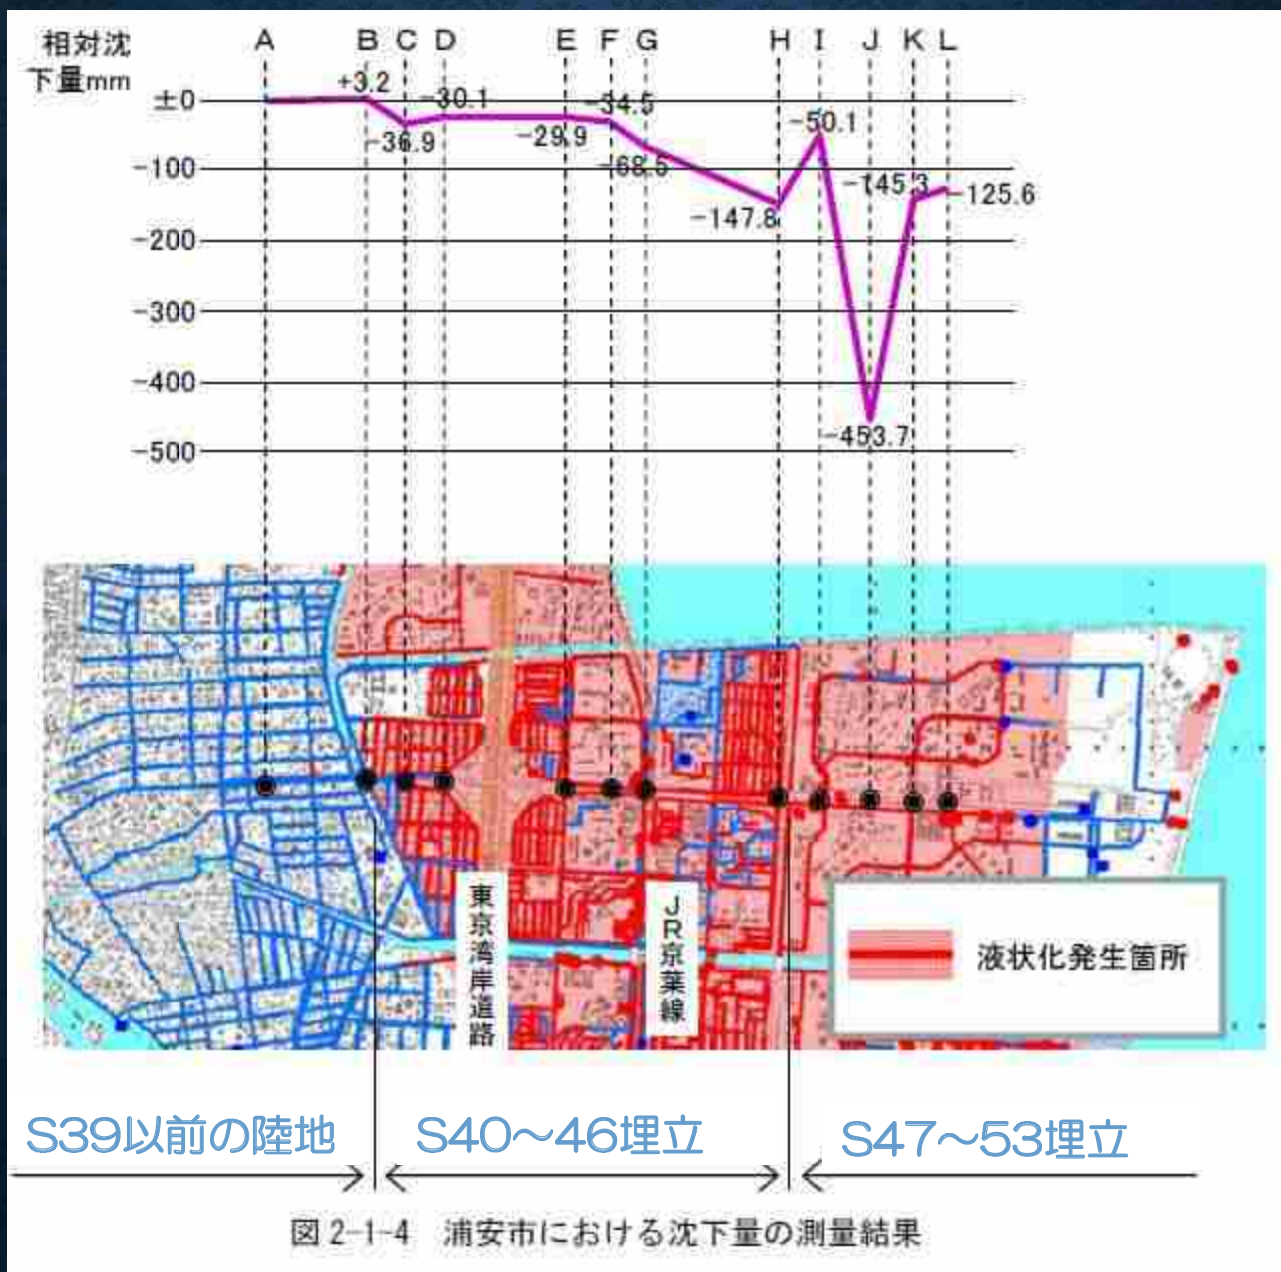 相対沈
下量mm
A B C D E F G H I J K L
±0
-100
-200
-300
-400
-500
+3.2
-36.9
-30.1
-29.9
-34.5
-68.5
-147.8
-50.1
-453.7
-145.3
-125.6
東京湾岸道路
JR京葉線
液状化発生箇所
S39以前の陸地
S40～46埋立
S47～53埋立
図 2-1-4 浦安市における沈下量の測量結果